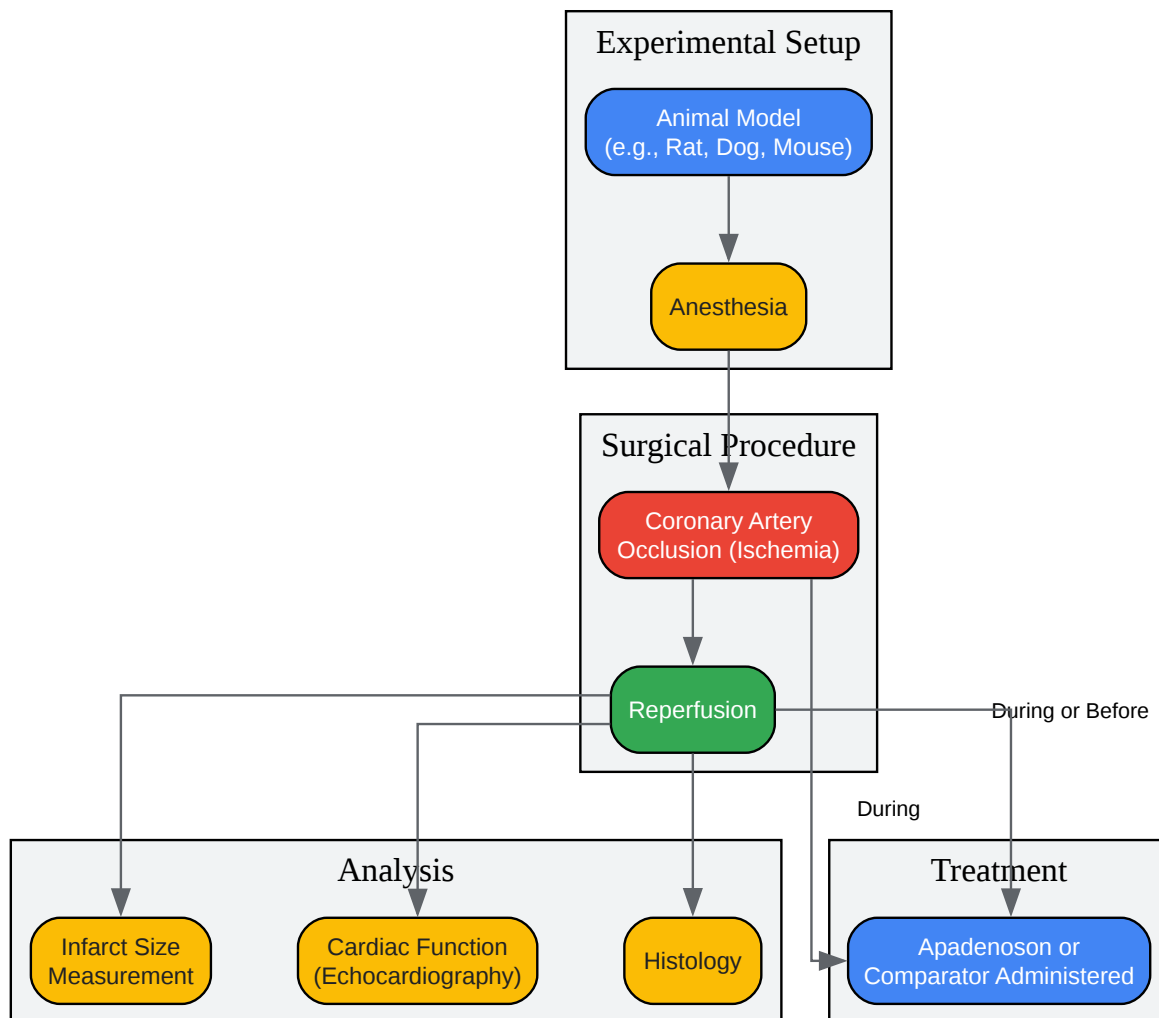 Experimental Setup
Animal Model
(e.g., Rat, Dog, Mouse)
Anesthesia
Surgical Procedure
Coronary Artery
Occlusion (Ischemia)
Reperfusion
During or Before
During
Analysis
Infarct Size
Measurement
Cardiac Function
(Echocardiography)
Histology
Treatment
Apadenoson or
Comparator Administered